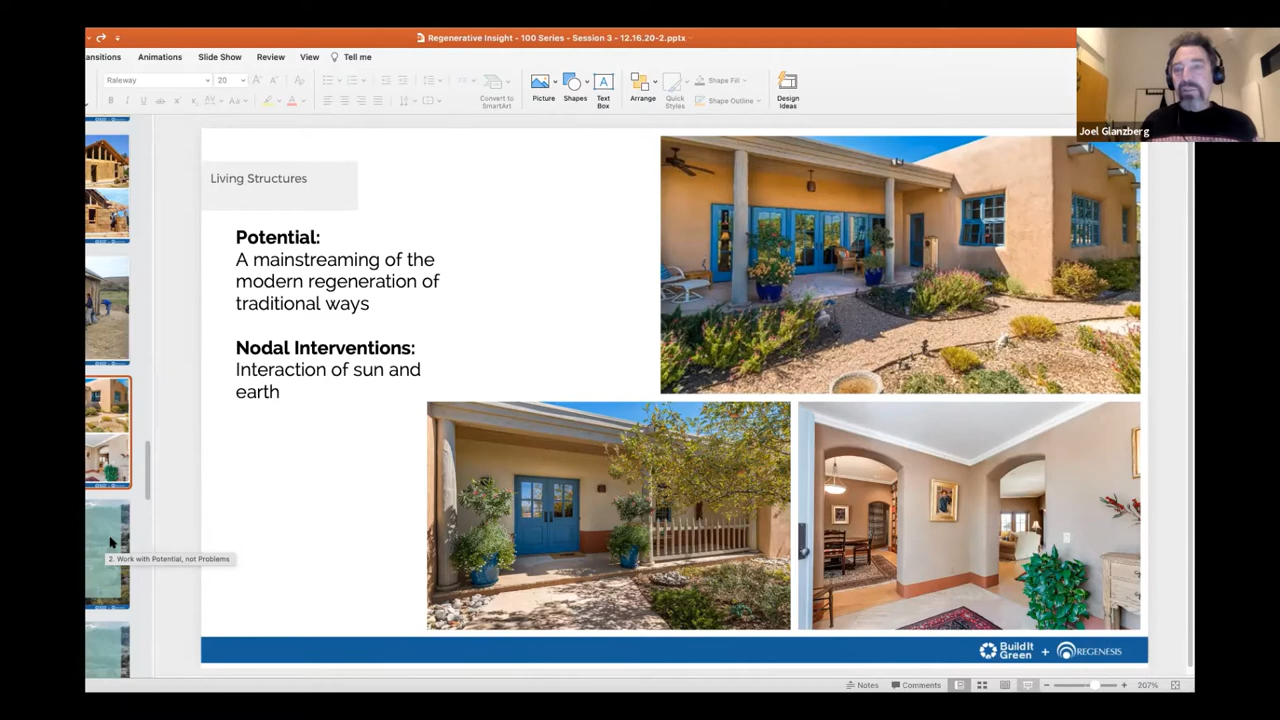 Regenerative Insight - 100 Series - Session 3 - 12.16.20-2.pptx
ansitions Animations Slide Show Review View Tell me
Raleway 20
Convert to SmartArt
Picture Shapes Text Box Arrange Quick Styles
Shape Fill
Shape Outline
Design Ideas
Joel Glanzberg
Living Structures
Potential:
A mainstreaming of the
modern regeneration of
traditional ways
Nodal Interventions:
Interaction of sun and
earth
2. Work with Potential, not Problems
BuildIt
Green + REGENESIS
Notes Comments 207%